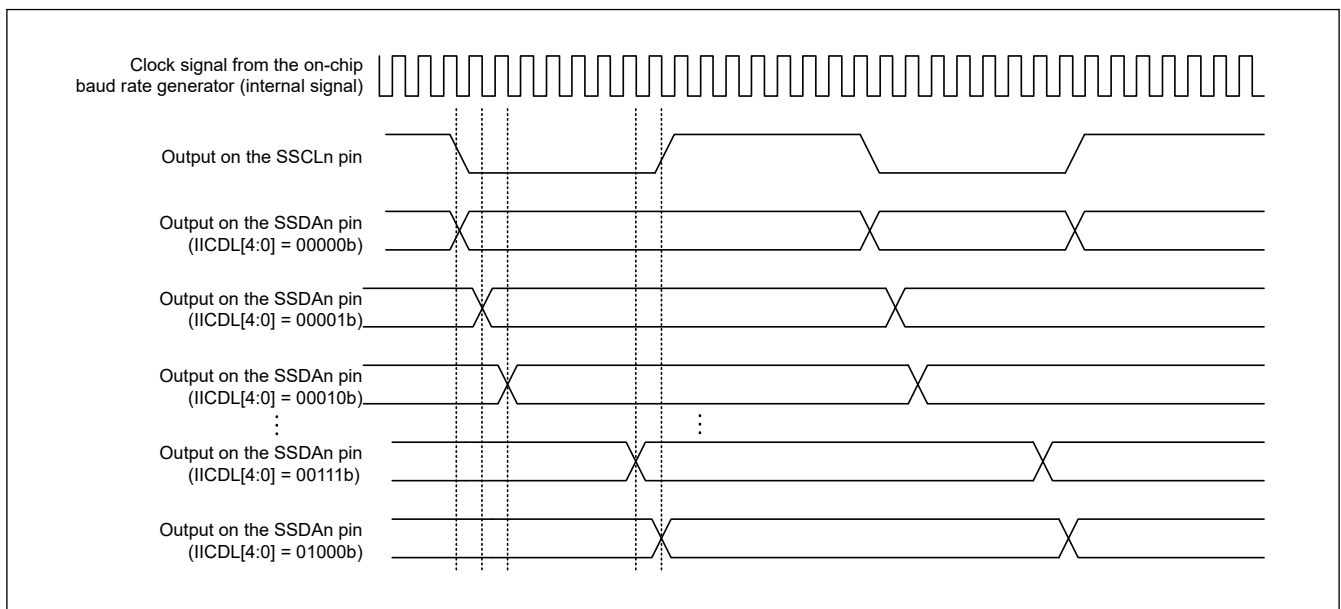 Clock signal from the on-chip
baud rate generator (internal signal)
Output on the SSCLn pin
Output on the SSDAn pin
(IICDL[4:0] = 00000b)
Output on the SSDAn pin
(IICDL[4:0] = 00001b)
Output on the SSDAn pin
(IICDL[4:0] = 00010b)
Output on the SSDAn pin
(IICDL[4:0] = 00111b)
Output on the SSDAn pin
(IICDL[4:0] = 01000b)